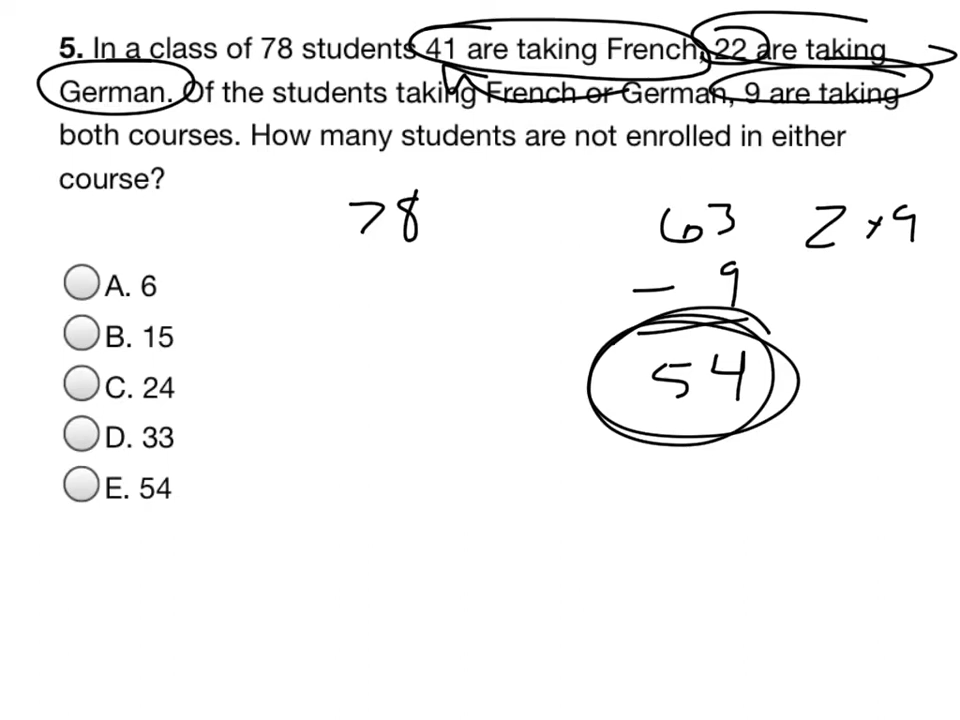 5. In a class of 78 students 41 are taking French, 22 are taking
German. Of the students taking French or German, 9 are taking
both courses. How many students are not enrolled in either
course?
78 63 2 × 9
- 9
54
A. 6
B. 15
C. 24
D. 33
E. 54